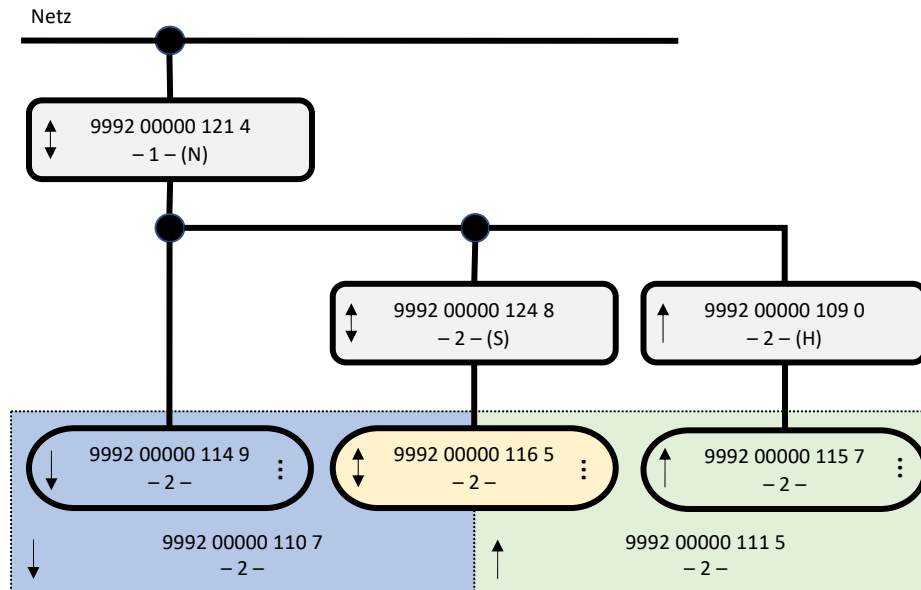 Netz
9992 00000 121 4
– 1 – (N)
9992 00000 124 8
– 2 – (S)
9992 00000 109 0
– 2 – (H)
9992 00000 114 9
– 2 –
9992 00000 116 5
– 2 –
9992 00000 115 7
– 2 –
9992 00000 110 7
– 2 –
9992 00000 111 5
– 2 –